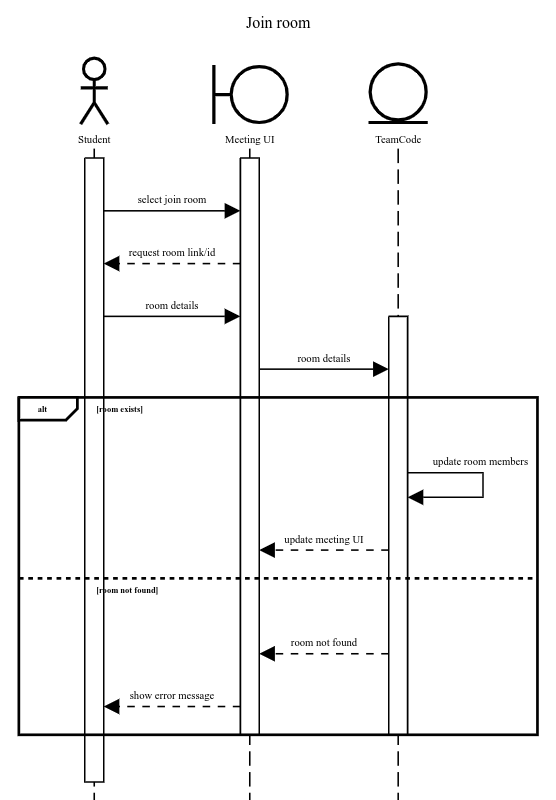 Join room
Student
Meeting UI
TeamCode
select join room
request room link/id
room details
room details
alt
[room exists]
update room members
update meeting UI
[room not found]
room not found
show error message